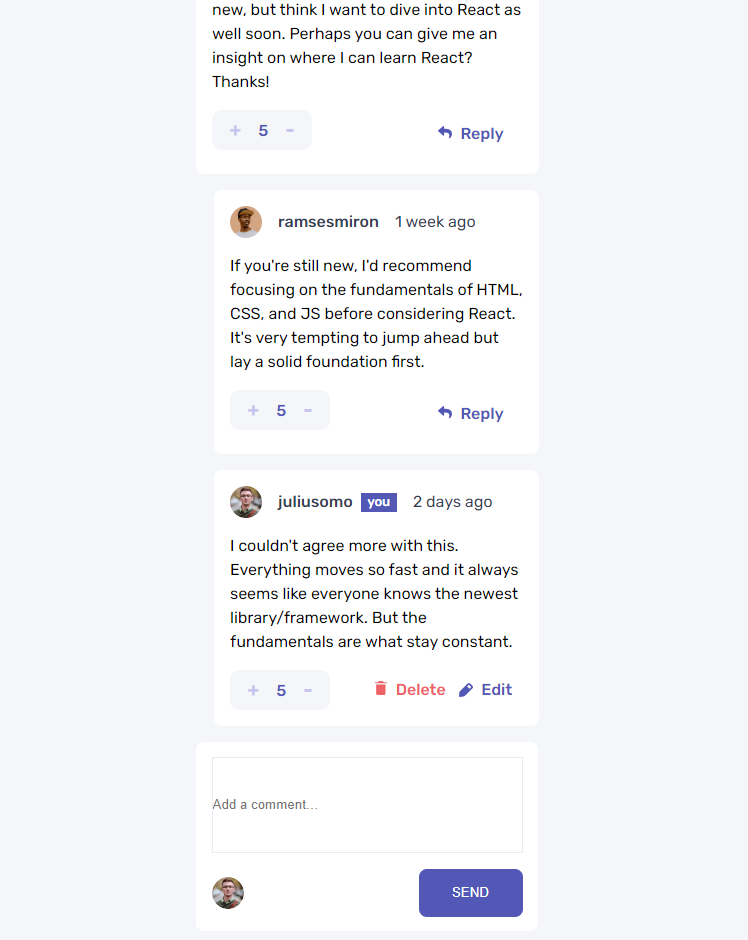 new, but think I want to dive into React as
well soon. Perhaps you can give me an
insight on where I can learn React?
Thanks!
+ 5 -
Reply
ramsesmiron 1 week ago
If you're still new, I'd recommend
focusing on the fundamentals of HTML,
CSS, and JS before considering React.
It's very tempting to jump ahead but
lay a solid foundation first.
+ 5 -
Reply
juliusomo you 2 days ago
I couldn't agree more with this.
Everything moves so fast and it always
seems like everyone knows the newest
library/framework. But the
fundamentals are what stay constant.
+ 5 -
Delete Edit
Add a comment...
SEND